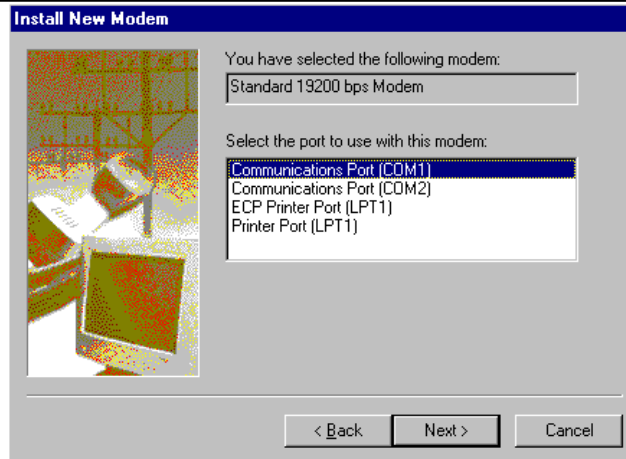 Install New Modem
You have selected the following modem:
Standard 19200 bps Modem
Select the port to use with this modem:
Communications Port (COM1)
Communications Port (COM2)
ECP Printer Port (LPT1)
Printer Port (LPT1)
< Back Next > Cancel